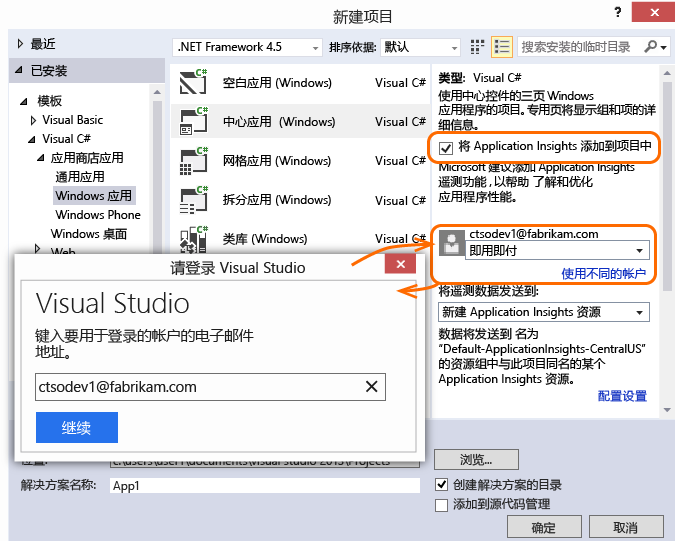 新建项目
?
最近
.NET Framework 4.5
排序依据:
默认
搜索安装的临时目录
已安装
模板
Visual Basic
Visual C#
应用商店应用
通用应用
Windows 应用
Windows Phone
Windows 桌面
Web
C#
空白应用 (Windows)
Visual C#
C#
中心应用 (Windows)
Visual C#
C#
网格应用 (Windows)
Visual C#
C#
拆分应用 (Windows)
Visual C#
C#
类库 (Windows)
Visual C#
类型: Visual C#
使用中心控件的三页 Windows
应用程序的项目。专用页将显示组和项的详
细信息。
将 Application Insights 添加到项目中
Microsoft 建议添加 Application Insights
遥测功能, 以帮助 了解和优化
应用程序性能。
ctsodev1@fabrikam.com
即用即付
使用不同的帐户
将遥测数据发送到:
新建 Application Insights 资源
数据将发送到 名为
“Default-ApplicationInsights-CentralUS”
的资源组中与此项目同名的某个
Application Insights 资源。
配置设置
请登录 Visual Studio
Visual Studio
键入要用于登录的帐户的电子邮件
地址。
ctsodev1@fabrikam.com
继续
位置:
c:\users\user1\documents\visual studio 2015\Projects
浏览...
解决方案名称:
App1
创建解决方案的目录
添加到源代码管理
确定
取消